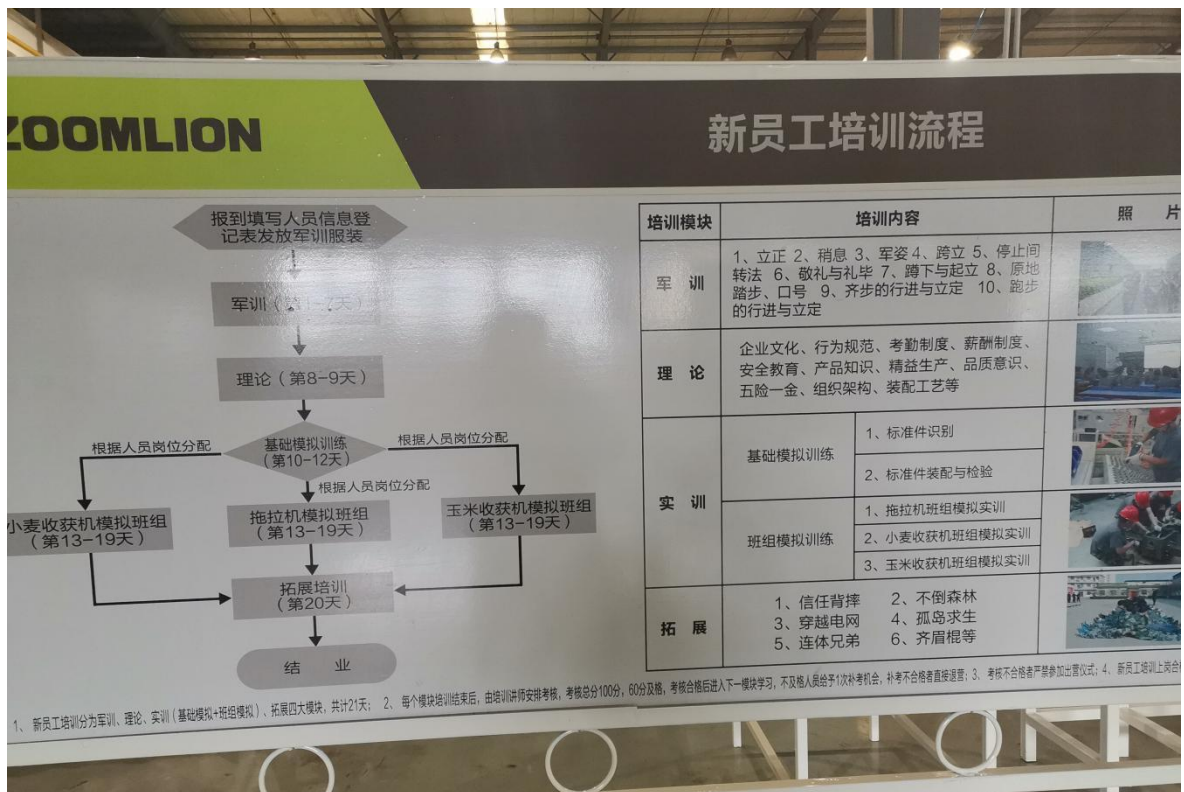 ZOOMLION
新员工培训流程
报到填写人员信息登
记表发放军训服装
理论（第8-9天）
基础模拟训练
（第10-12天）
根据人员岗位分配
根据人员岗位分配
根据人员岗位分配
小麦收获机模拟班组
（第13-19天）
拖拉机模拟班组
（第13-19天）
玉米收获机模拟班组
（第13-19天）
拓展培训
（第20天）
结 业
培训模块 培训内容 照 片
军 训
1、立正 2、稍息 3、军姿 4、跨立 5、停止间
转法 6、敬礼与礼毕 7、蹲下与起立 8、原地
踏步、口号 9、齐步的行进与立定 10、跑步
的行进与立定
理 论
企业文化、行为规范、考勤制度、薪酬制度、
安全教育、产品知识、精益生产、品质意识、
五险一金、组织架构、装配工艺等
实 训
基础模拟训练
1、标准件识别
2、标准件装配与检验
班组模拟训练
1、拖拉机班组模拟实训
2、小麦收获机班组模拟实训
3、玉米收获机班组模拟实训
拓 展
1、信任背摔 2、不倒森林
3、穿越电网 4、孤岛求生
5、连体兄弟 6、齐眉棍等
1、 新员工培训分为军训、理论、实训（基础模拟+班组模拟）、拓展四大模块，共计21天； 2、 每个模块培训结束后，由培训讲师安排考核，考核总分100分，60分及格，考核合格后进入下一模块学习，不及格人员给予1次补考机会，补考不合格者直接退营； 3、 考核不合格者严禁参加出营仪式； 4、 新员工培训上岗合